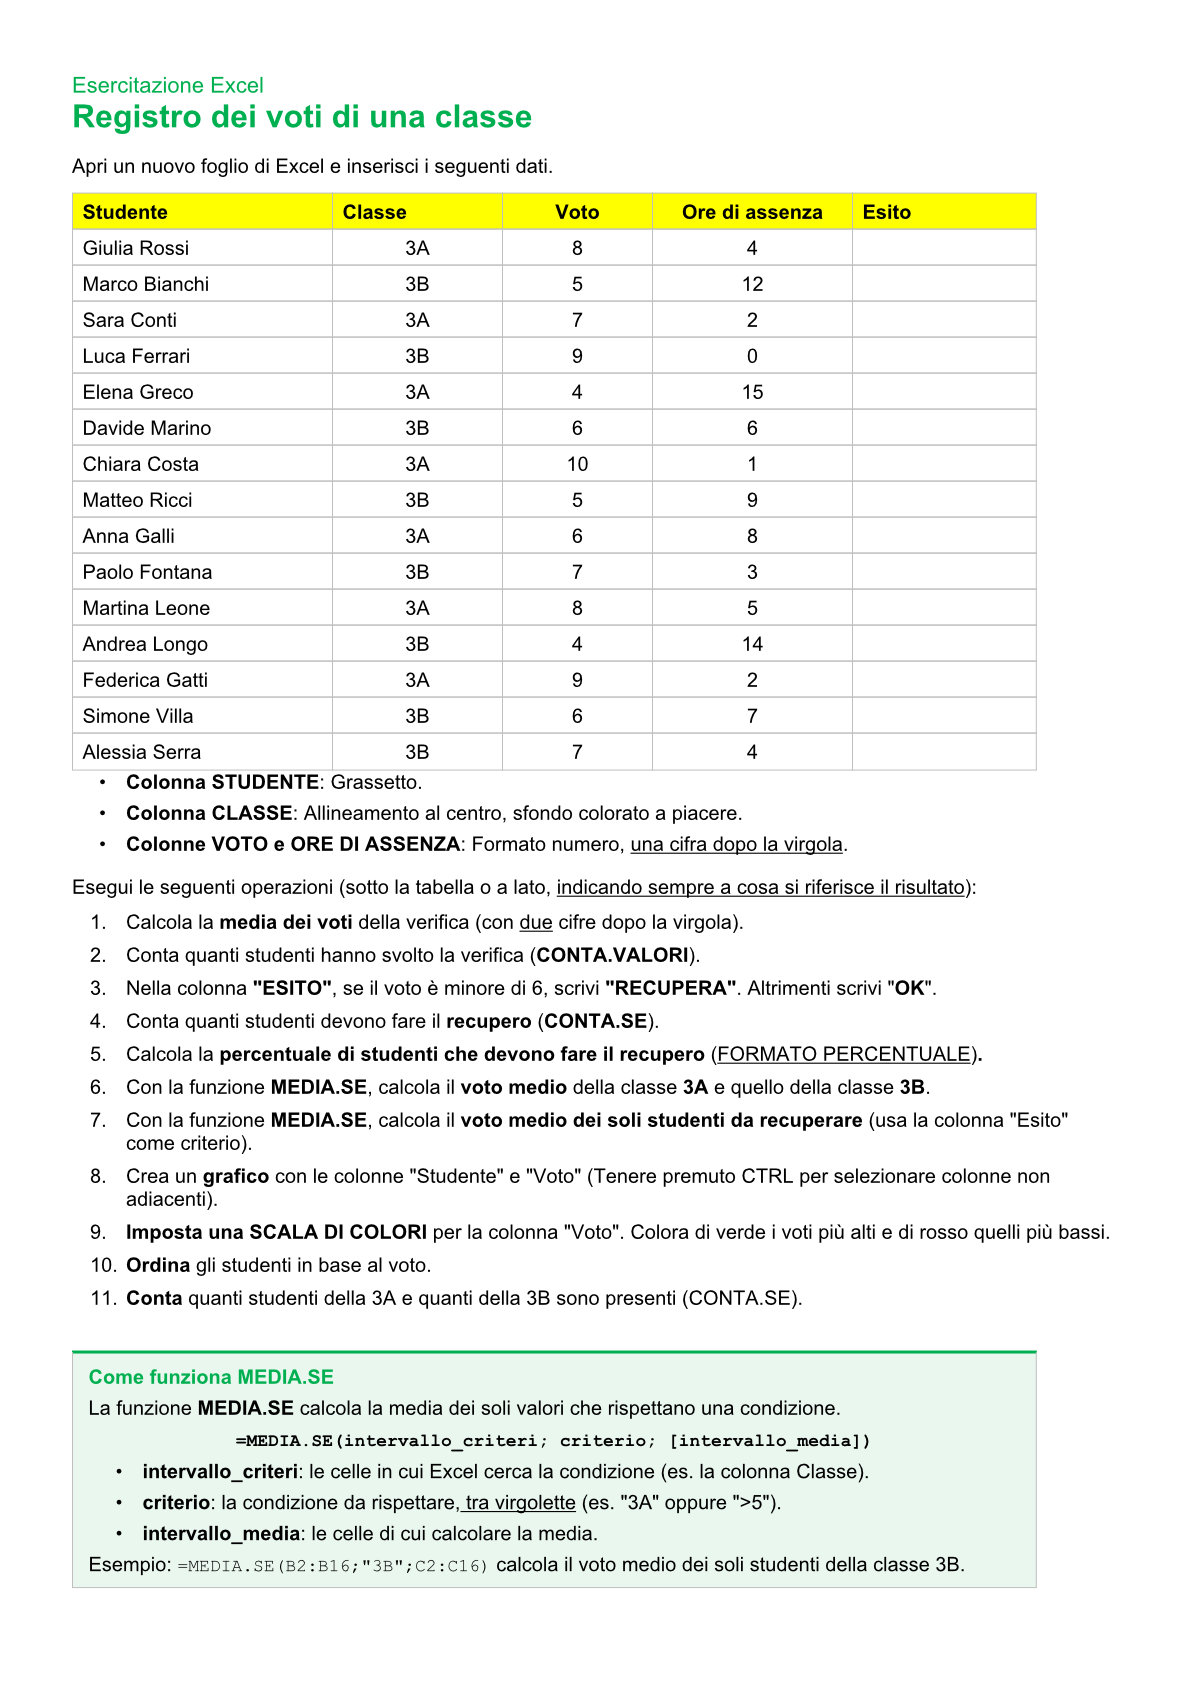 Esercitazione Excel
Registro dei voti di una classe
Apri un nuovo foglio di Excel e inserisci i seguenti dati.
Studente Classe Voto Ore di assenza Esito
Giulia Rossi 3A 8 4
Marco Bianchi 3B 5 12
Sara Conti 3A 7 2
Luca Ferrari 3B 9 0
Elena Greco 3A 4 15
Davide Marino 3B 6 6
Chiara Costa 3A 10 1
Matteo Ricci 3B 5 9
Anna Galli 3A 6 8
Paolo Fontana 3B 7 3
Martina Leone 3A 8 5
Andrea Longo 3B 4 14
Federica Gatti 3A 9 2
Simone Villa 3B 6 7
Alessia Serra 3B 7 4
• Colonna STUDENTE: Grassetto.
• Colonna CLASSE: Allineamento al centro, sfondo colorato a piacere.
• Colonne VOTO e ORE DI ASSENZA: Formato numero, una cifra dopo la virgola.
Esegui le seguenti operazioni (sotto la tabella o a lato, indicando sempre a cosa si riferisce il risultato):
1. Calcola la media dei voti della verifica (con due cifre dopo la virgola).
2. Conta quanti studenti hanno svolto la verifica (CONTA.VALORI).
3. Nella colonna "ESITO", se il voto è minore di 6, scrivi "RECUPERA". Altrimenti scrivi "OK".
4. Conta quanti studenti devono fare il recupero (CONTA.SE).
5. Calcola la percentuale di studenti che devono fare il recupero (FORMATO PERCENTUALE).
6. Con la funzione MEDIA.SE, calcola il voto medio della classe 3A e quello della classe 3B.
7. Con la funzione MEDIA.SE, calcola il voto medio dei soli studenti da recuperare (usa la colonna "Esito"
come criterio).
8. Crea un grafico con le colonne "Studente" e "Voto" (Tenere premuto CTRL per selezionare colonne non
adiacenti).
9. Imposta una SCALA DI COLORI per la colonna "Voto". Colora di verde i voti più alti e di rosso quelli più bassi.
10. Ordina gli studenti in base al voto.
11. Conta quanti studenti della 3A e quanti della 3B sono presenti (CONTA.SE).
Come funziona MEDIA.SE
La funzione MEDIA.SE calcola la media dei soli valori che rispettano una condizione.
=MEDIA.SE(intervallo_criteri; criterio; [intervallo_media])
• intervallo_criteri: le celle in cui Excel cerca la condizione (es. la colonna Classe).
• criterio: la condizione da rispettare, tra virgolette (es. "3A" oppure ">5").
• intervallo_media: le celle di cui calcolare la media.
Esempio: =MEDIA.SE(B2:B16;"3B";C2:C16) calcola il voto medio dei soli studenti della classe 3B.